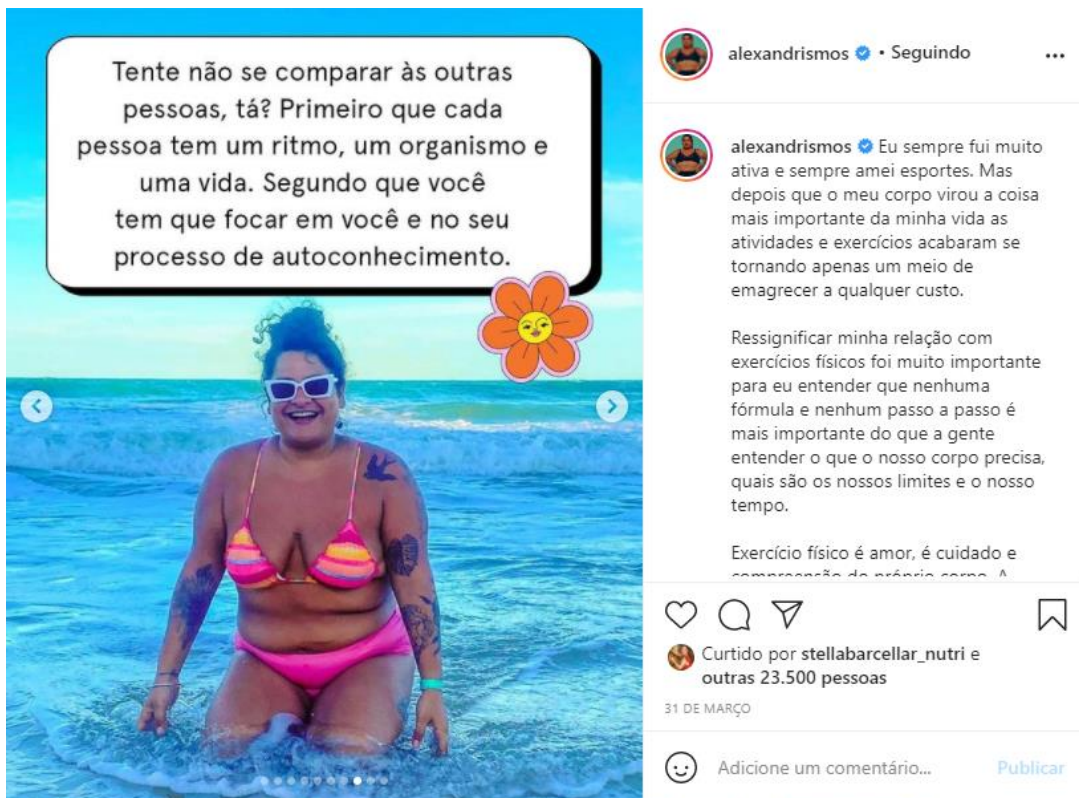 Tente não se comparar às outras
pessoas, tá? Primeiro que cada
pessoa tem um ritmo, um organismo e
uma vida. Segundo que você
tem que focar em você e no seu
processo de autoconhecimento.
alexandrismos • Seguindo
alexandrismos Eu sempre fui muito
ativa e sempre amei esportes. Mas
depois que o meu corpo virou a coisa
mais importante da minha vida as
atividades e exercícios acabaram se
tornando apenas um meio de
emagrecer a qualquer custo.
Ressignificar minha relação com
exercícios físicos foi muito importante
para eu entender que nenhuma
fórmula e nenhum passo a passo é
mais importante do que a gente
entender o que o nosso corpo precisa,
quais são os nossos limites e o nosso
tempo.
Exercício físico é amor, é cuidado e
compreensão do próprio corpo. A
Curtido por stellabarcellar_nutri e
outras 23.500 pessoas
31 DE MARÇO
Adicione um comentário... Publicar